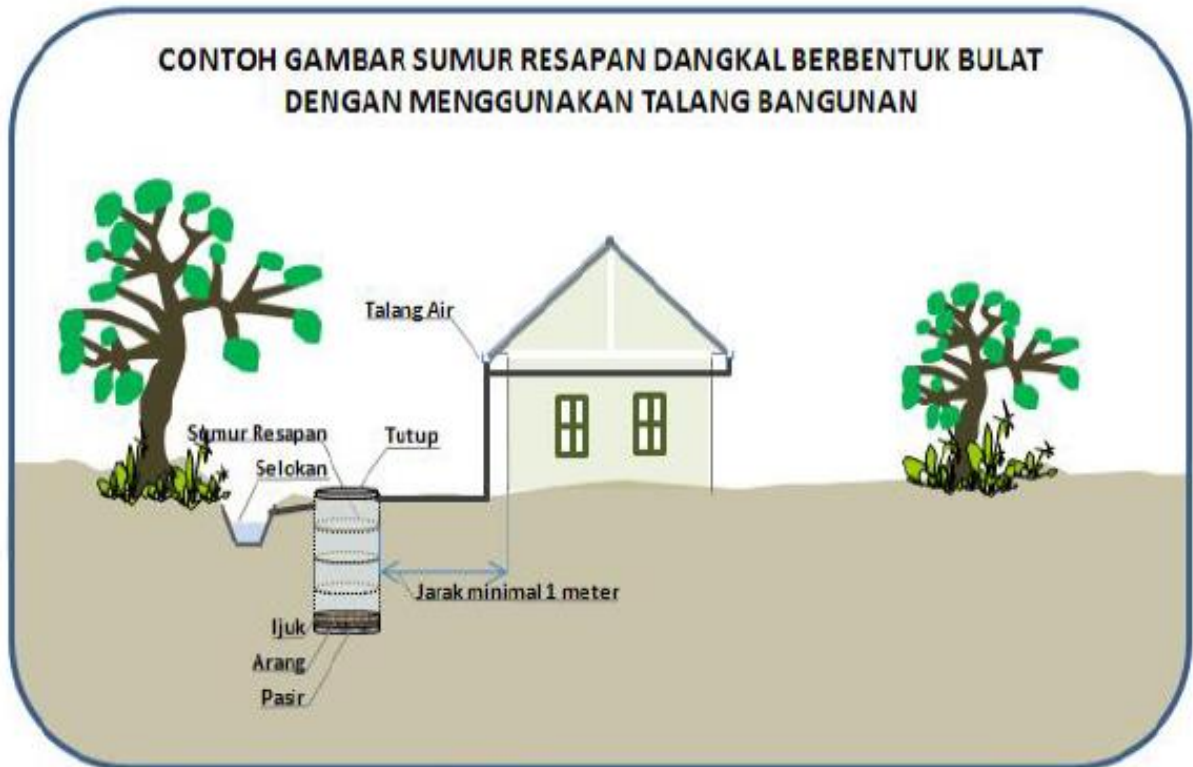 CONTOH GAMBAR SUMUR RESAPAN DANGKAL BERBENTUK BULAT
DENGAN MENGGUNAKAN TALANG BANGUNAN
Talang Air
Sumur Resapan
Tutup
Selokan
Jarak minimal 1 meter
Ijuk
Arang
Pasir